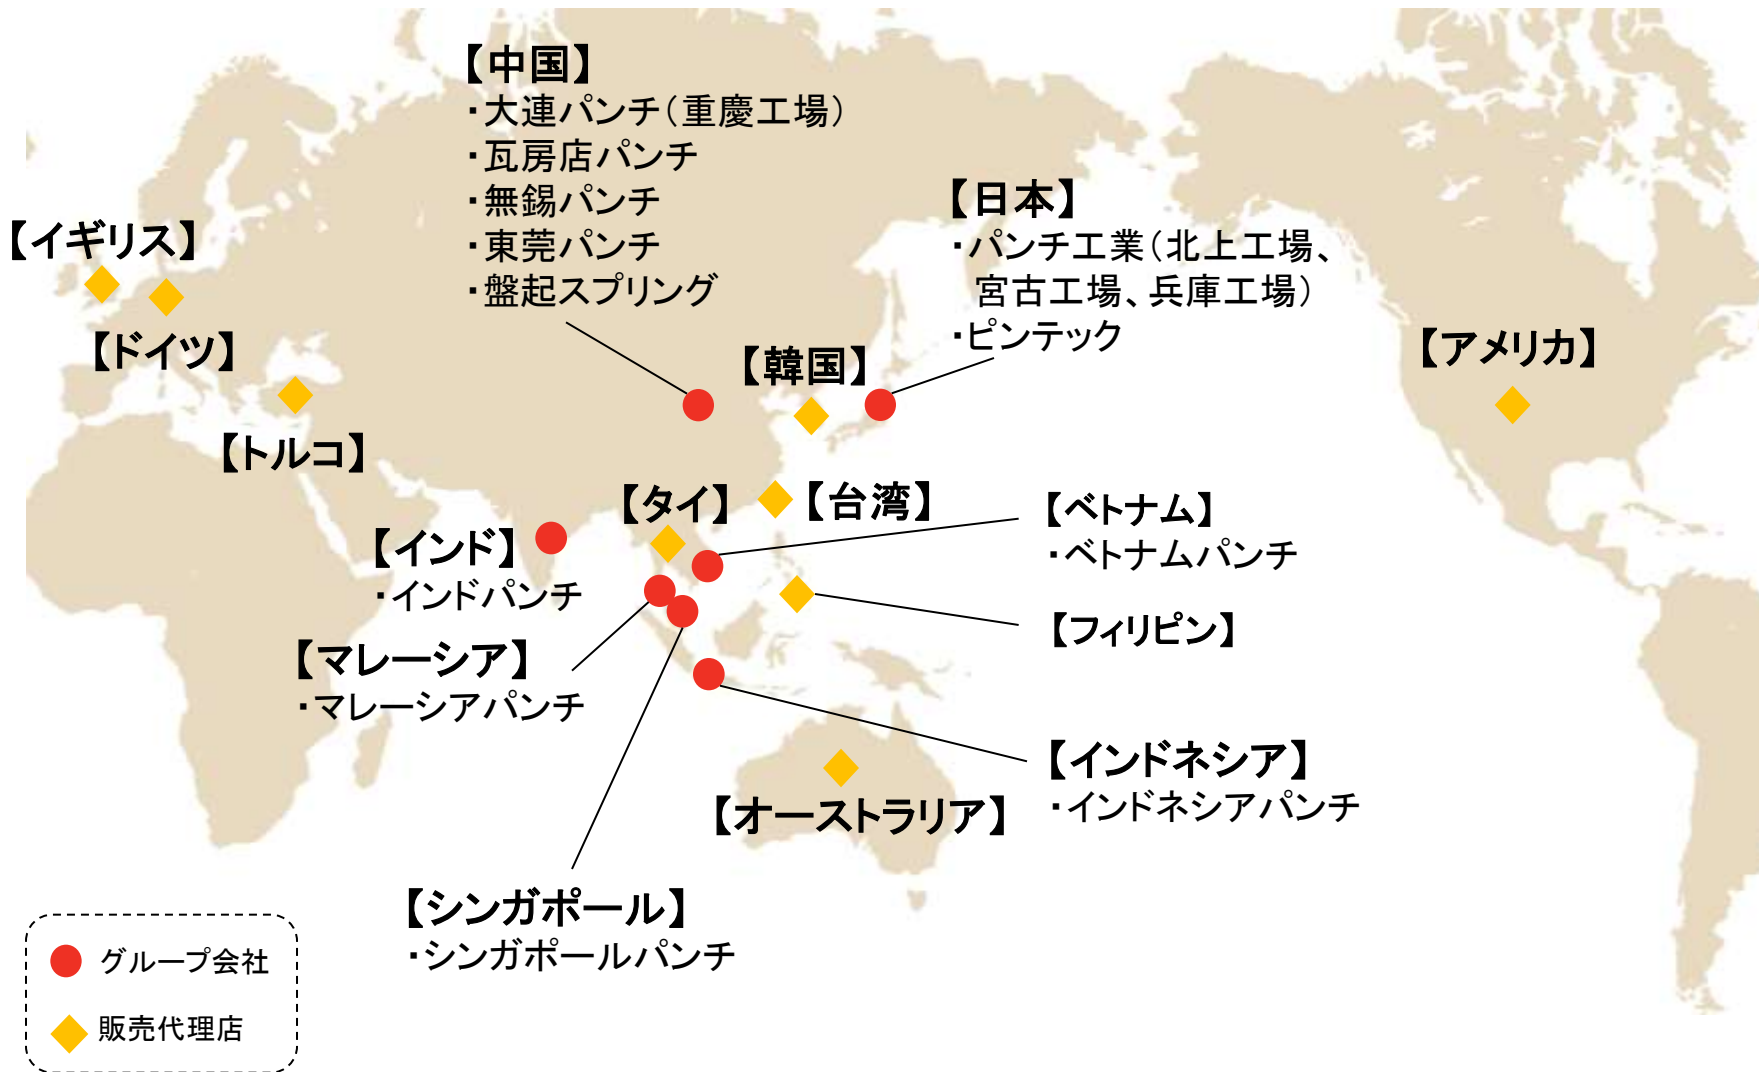 【中国】
・大連パンチ（重慶工場）
・瓦房店パンチ
・無錫パンチ
・東莞パンチ
・盤起スプリング
【日本】
・パンチ工業（北上工場、
宮古工場、兵庫工場）
・ピンテック
【イギリス】
【ドイツ】
【韓国】
【アメリカ】
【トルコ】
【タイ】
【台湾】
【ベトナム】
・ベトナムパンチ
【インド】
・インドパンチ
【フィリピン】
【マレーシア】
・マレーシアパンチ
【インドネシア】
・インドネシアパンチ
【オーストラリア】
【シンガポール】
・シンガポールパンチ
グループ会社
販売代理店